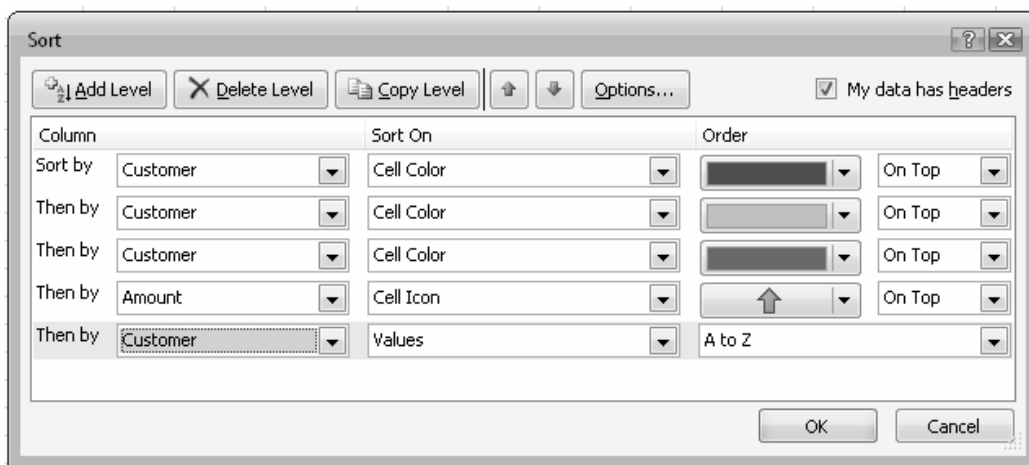 Sort ?
Add Level Delete Level Copy Level Options... My data has headers
Column Sort On Order
Sort by Customer Cell Color On Top
Then by Customer Cell Color On Top
Then by Customer Cell Color On Top
Then by Amount Cell Icon On Top
Then by Customer Values A to Z
OK Cancel